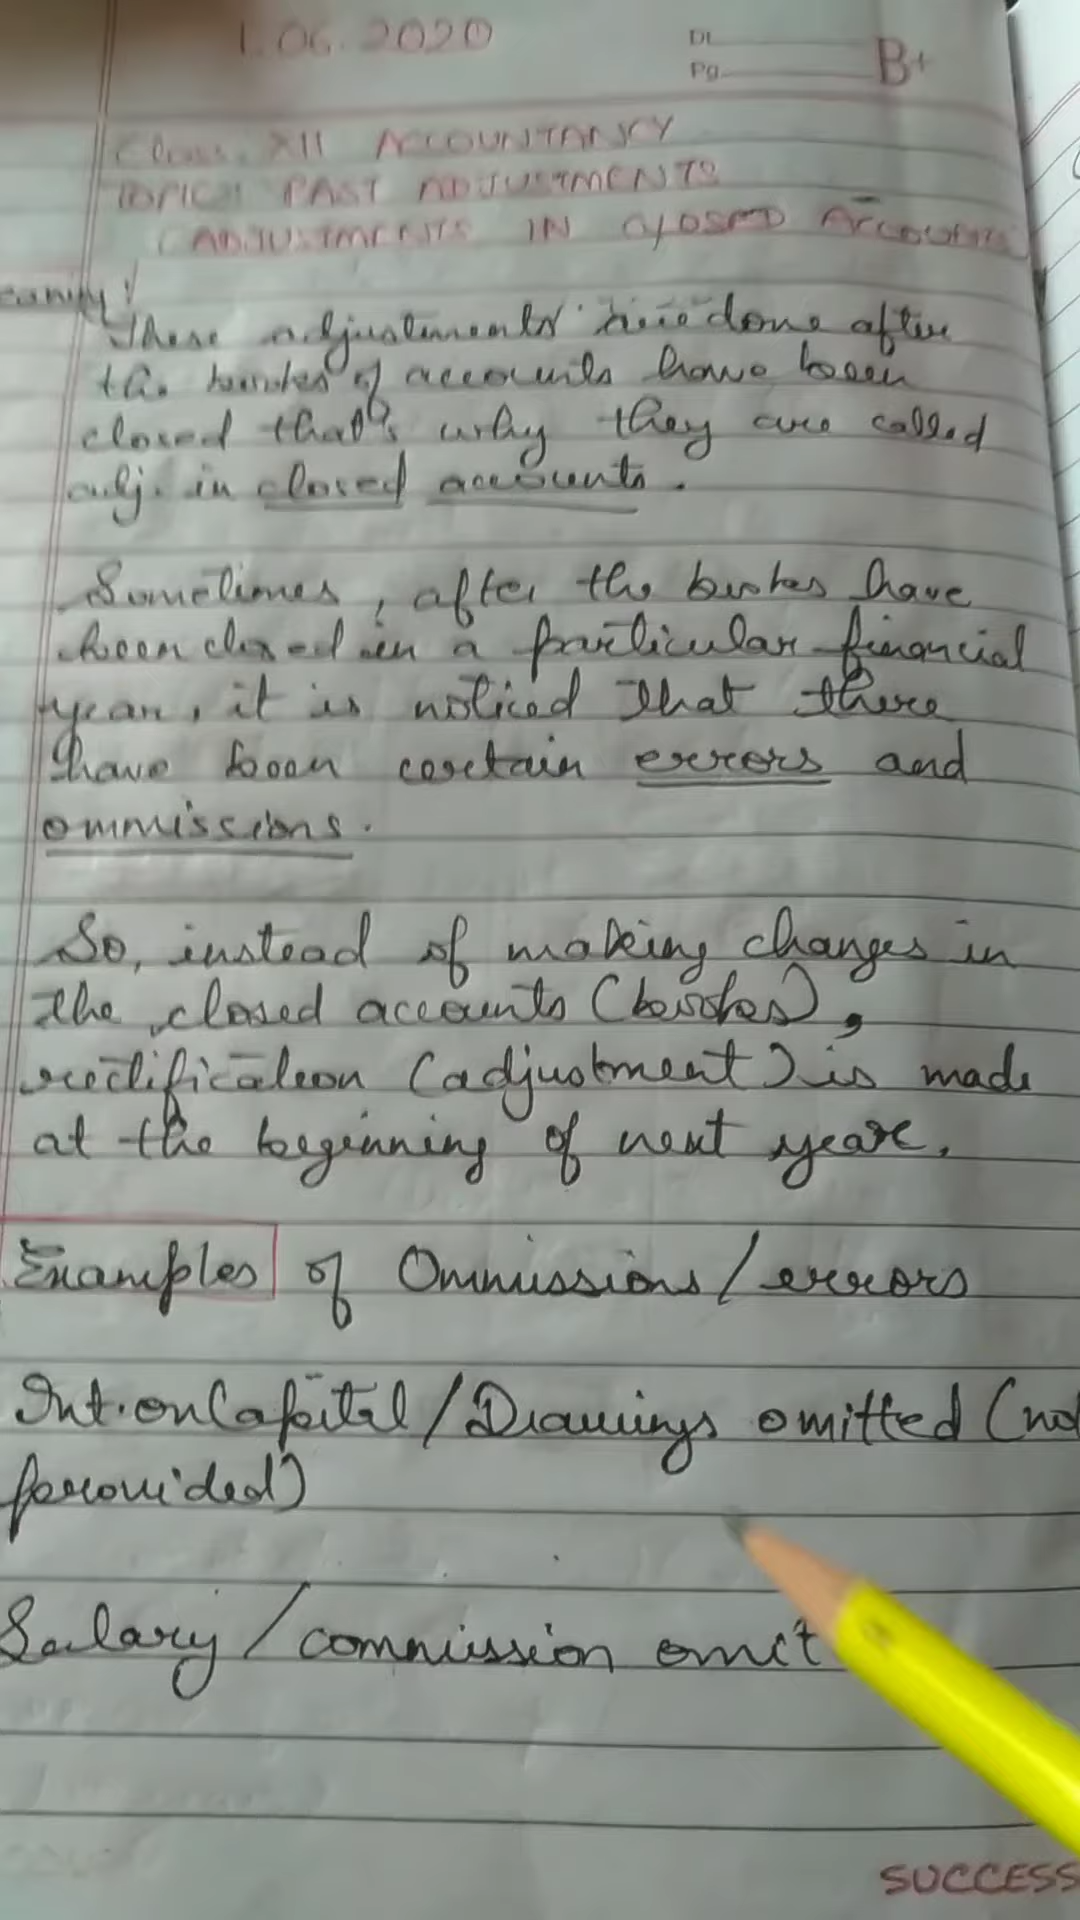 1.06.2020
Dt.
Pg.
B+
Class. XII ACCOUNTANCY
TOPIC: PAST ADJUSTMENTS
(ADJUSTMENTS IN CLOSED ACCOUNTS
eaning!
These adjustments are done after
the books of accounts have been
closed that's why they are called
adj. in closed accounts.
Sometimes, after the books have
been closed in a particular financial
year, it is noticed that there
have been certain errors and
ommissions.
So, instead of making changes in
the closed accounts (books),
rectification (adjustment) is made
at the beginning of next year.
Examples of Ommissions/errors
Int. on Capital/Drawings omitted (not
provided)
Salary/commission omit
SUCCESS